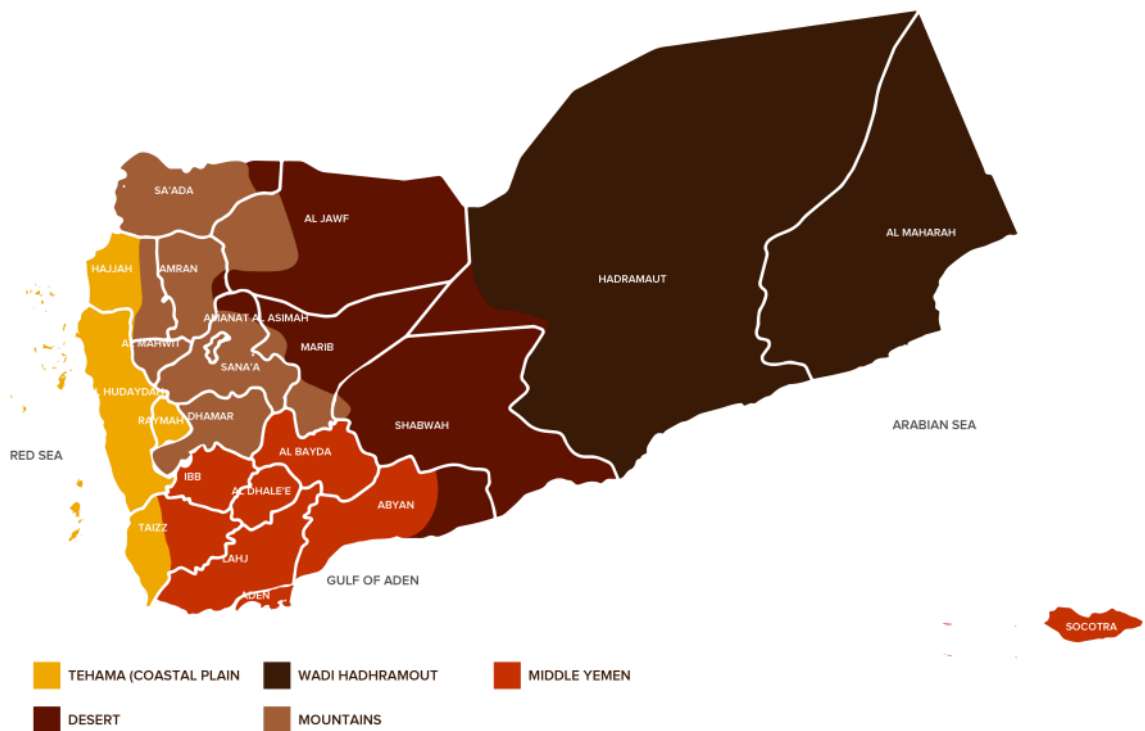 SA'ADA
AL JAWF
HAJJAH
AMRAN
AL MAHARAH
HADRAMAUT
AMANAT AL ASIMAH
AL MAHWIT
MARIB
SANA'A
L HUDAYDAH
RAYMAH
DHAMAR
SHABWAH
ARABIAN SEA
RED SEA
AL BAYDA
IBB
AL DHALE'E
ABYAN
TAIZZ
LAHJ
GULF OF ADEN
ADEN
SOCOTRA
TEHAMA (COASTAL PLAIN
WADI HADHRAMOUT
MIDDLE YEMEN
DESERT
MOUNTAINS